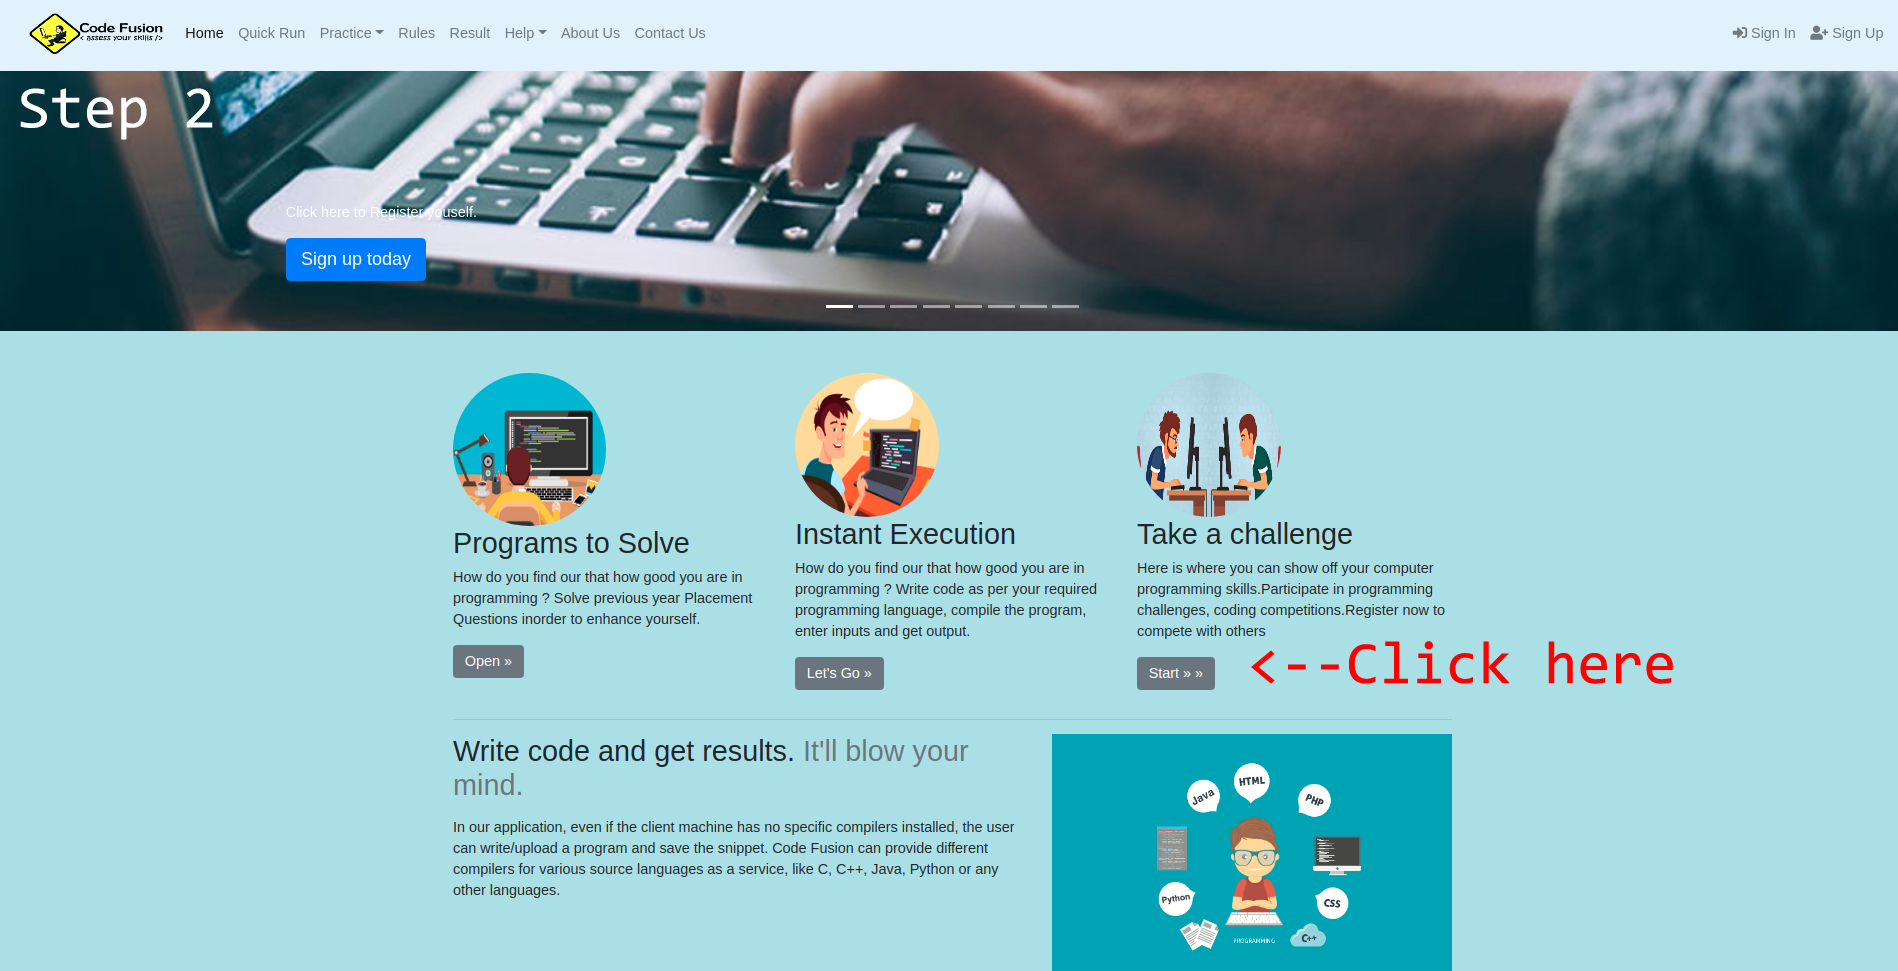 Code Fusion
< assess your skills />
Home Quick Run Practice Rules Result Help About Us Contact Us Sign In Sign Up
Step 2
Click here to Register youself.
Sign up today
Programs to Solve
How do you find our that how good you are in
programming ? Solve previous year Placement
Questions inorder to enhance yourself.
Open »
Instant Execution
How do you find our that how good you are in
programming ? Write code as per your required
programming language, compile the program,
enter inputs and get output.
Let's Go »
Take a challenge
Here is where you can show off your computer
programming skills.Participate in programming
challenges, coding competitions.Register now to
compete with others
Start » »
<--Click here
Write code and get results. It'll blow your
mind.
In our application, even if the client machine has no specific compilers installed, the user
can write/upload a program and save the snippet. Code Fusion can provide different
compilers for various source languages as a service, like C, C++, Java, Python or any
other languages.
Java
HTML
PHP
Python
CSS
C++
PROGRAMMING